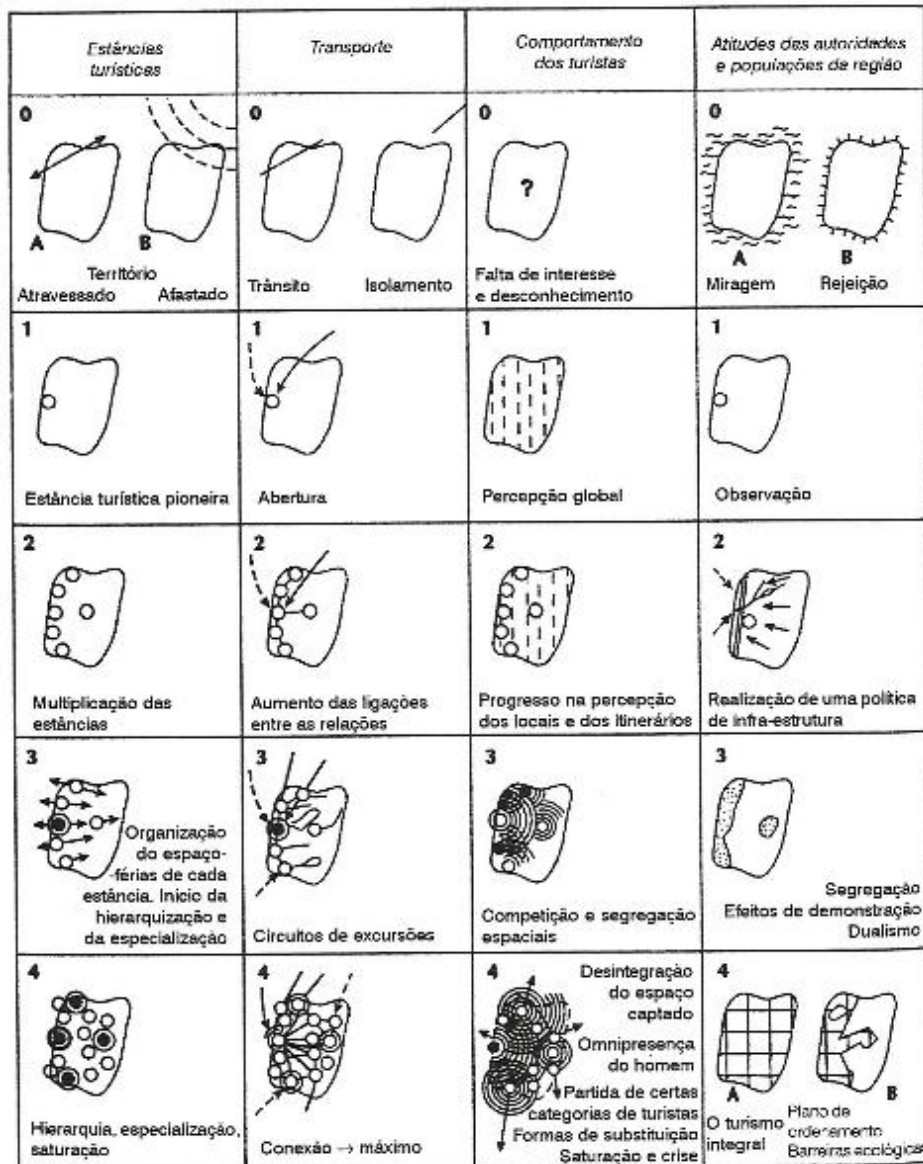 Estâncias
turísticas
Transporte
Comportamento
dos turistas
Atitudes das autoridades
e populações da região
0
A
B
Território
Atravessado Afastado
0
Trânsito Isolamento
0
?
Falta de interesse
e desconhecimento
0
A
B
Miragem Rejeição
1
Estância turística pioneira
1
Abertura
1
Percepção global
1
Observação
2
Multiplicação das
estâncias
2
Aumento das ligações
entre as relações
2
Progresso na percepção
dos locais e dos itinerários
2
Realização de uma política
de infra-estrutura
3
Organização
do espaço-
-férias de cada
estância. Início da
hierarquização e
da especialização
3
Circuitos de excursões
3
Competição e segregação
espaciais
3
Segregação
Efeitos de demonstração
Dualismo
4
Hierarquia, especialização,
saturação
4
Conexão → máximo
4
Desintegração
do espaço
captado
Omnipresença
do homem
Partida de certas
categorias de turistas
Formas de substituição
Saturação e crise
4
A
B
O turismo
integral
Plano de
ordenamento
Barreiras ecológicas